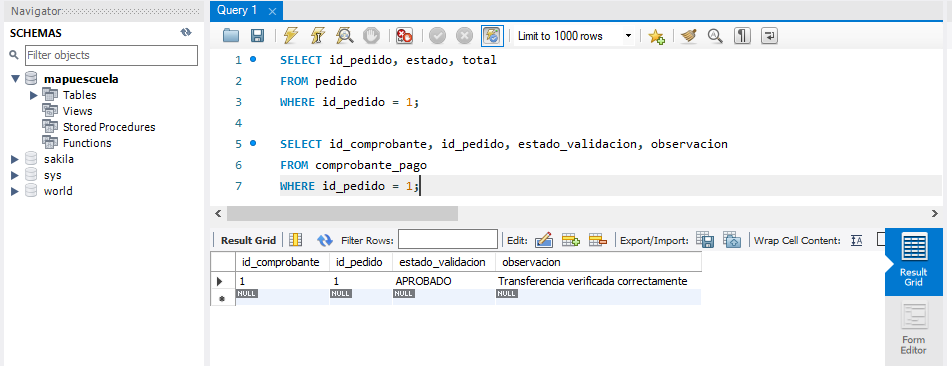 Navigator
SCHEMAS
Filter objects
mapuescuela
Tables
Views
Stored Procedures
Functions
sakila
sys
world
Query 1
Limit to 1000 rows
1 SELECT id_pedido, estado, total
2 FROM pedido
3 WHERE id_pedido = 1;
4
5 SELECT id_comprobante, id_pedido, estado_validacion, observacion
6 FROM comprobante_pago
7 WHERE id_pedido = 1;
Result Grid Filter Rows: Edit: Export/Import: Wrap Cell Content: IA
id_comprobante id_pedido estado_validacion observacion
1 1 APROBADO Transferencia verificada correctamente
NULL NULL NULL NULL
Result
Grid
Form
Editor